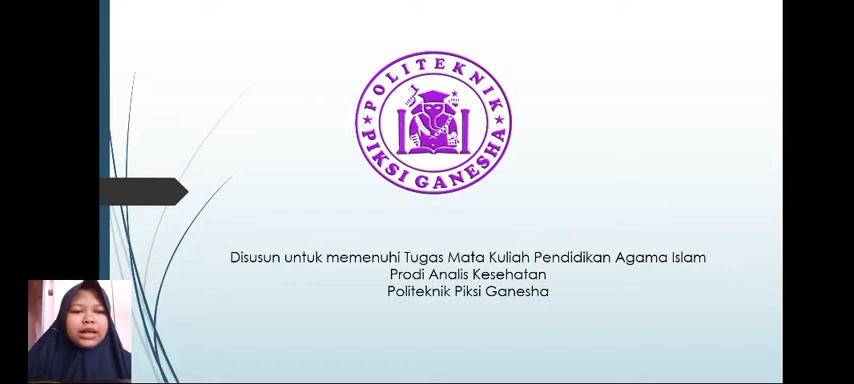 POLITEKNIK
PIKSI GANESHA
Disusun untuk memenuhi Tugas Mata Kuliah Pendidikan Agama Islam
Prodi Analis Kesehatan
Politeknik Piksi Ganesha